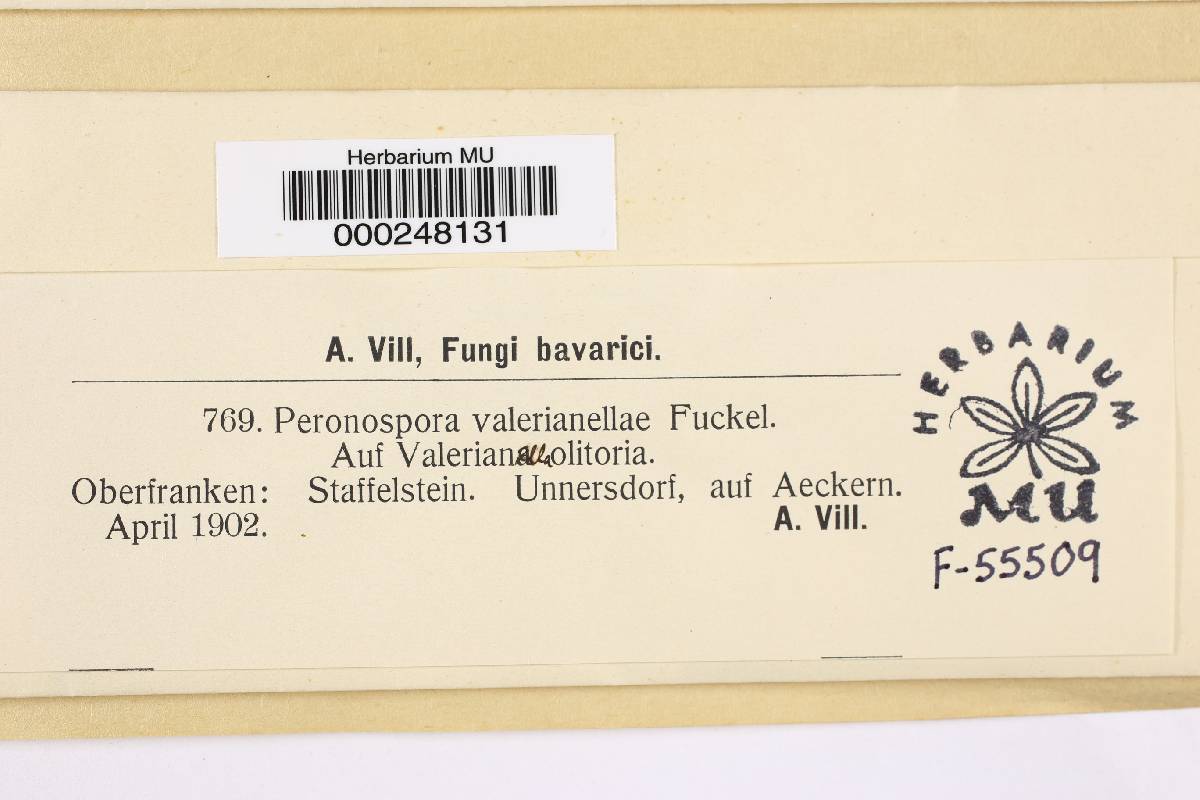 Herbarium MU
000248131
A. Vill, Fungi bavarici.
769. Peronospora valerianellae Fuckel.
Auf Valerianella olitoria.
Oberfranken: Staffelstein. Unnersdorf, auf Aeckern.
April 1902. A. Vill.
HERBARIUM
MU
F-55509